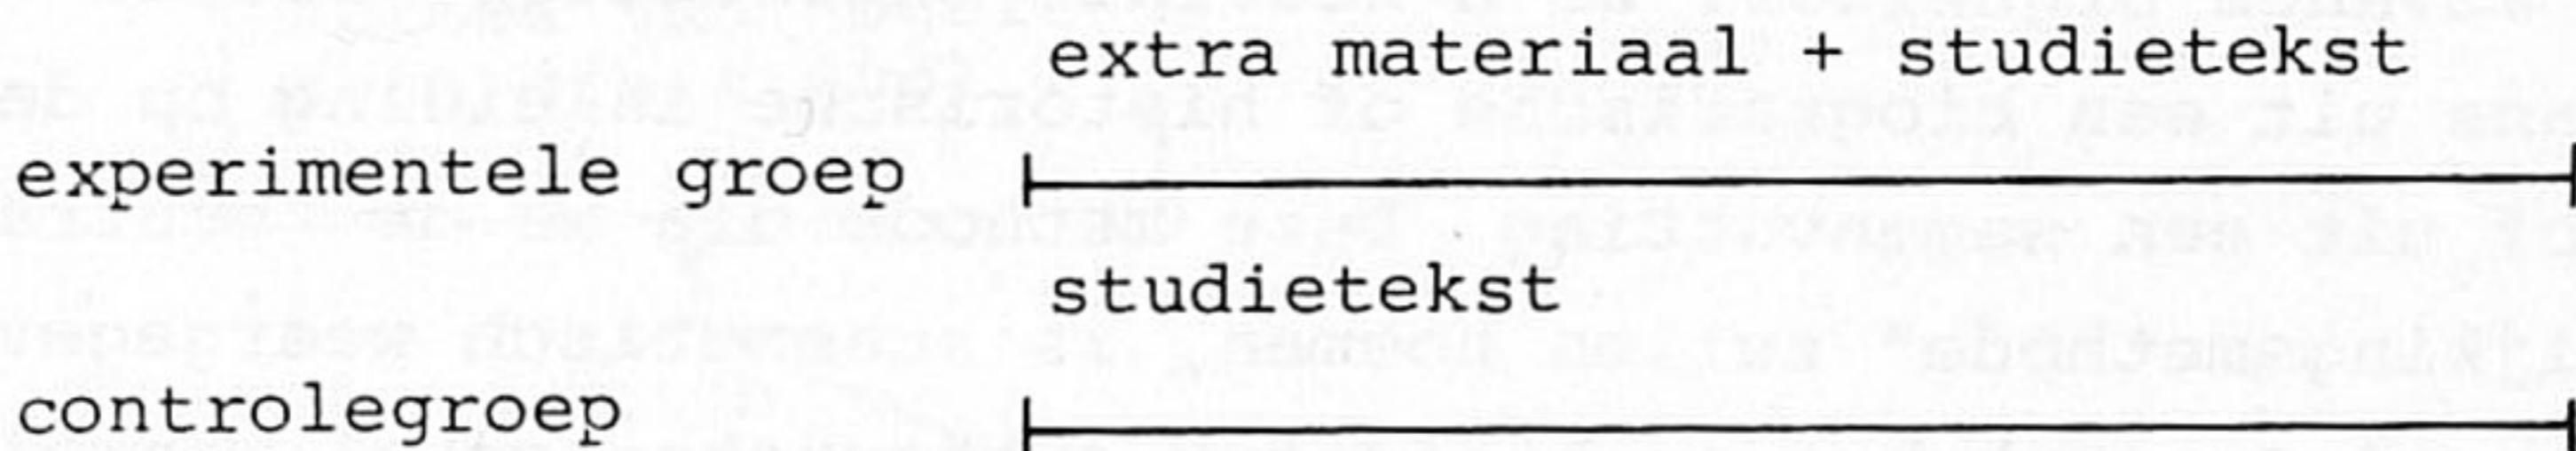 extra materiaal + studietekst
experimentele groep
studietekst
controlegroep